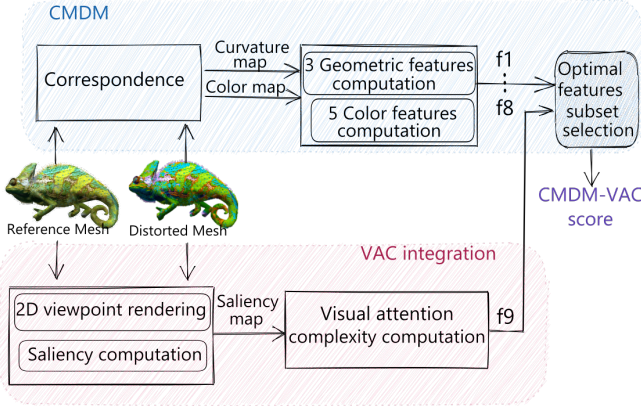 CMDM
Correspondence
Curvature
map
Color map
3 Geometric features
computation
5 Color features
computation
f1
f8
Optimal
features
subset
selection
CMDM-VAC
score
Reference Mesh
Distorted Mesh
VAC integration
2D viewpoint rendering
Saliency computation
Saliency
map
Visual attention
complexity computation
f9